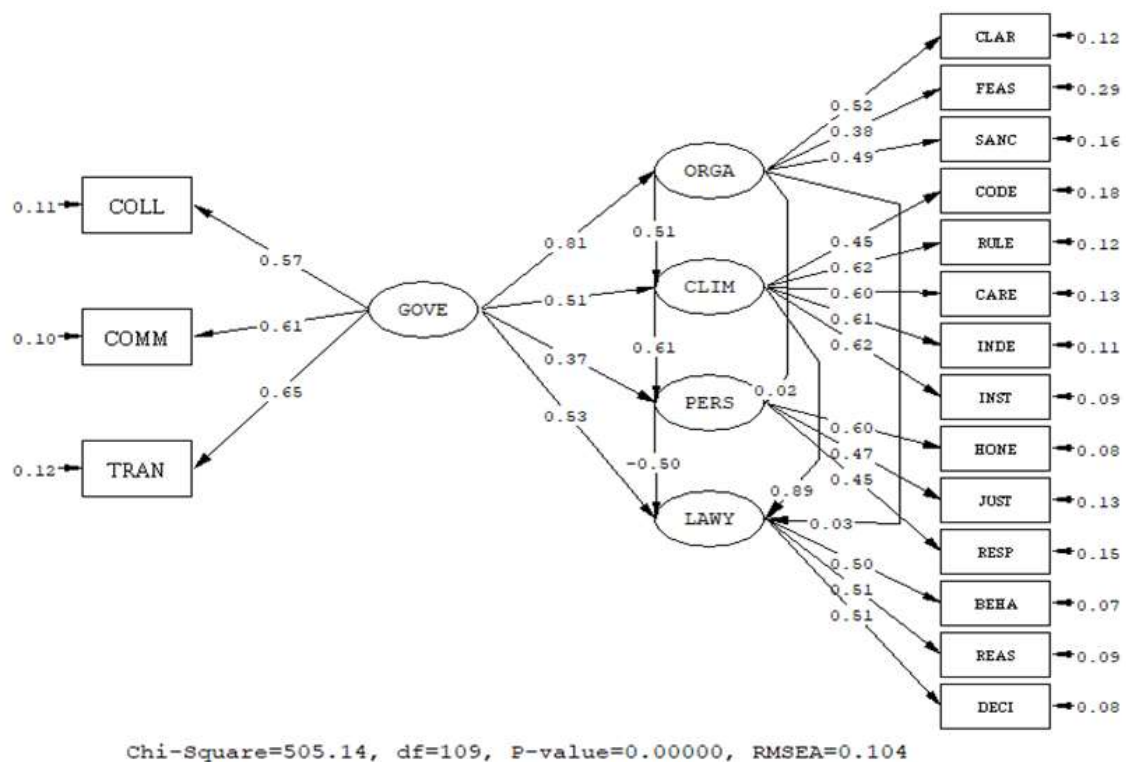 CLAR 0.12
FEAS 0.29
0.52
0.38
SANC 0.16
0.49
ORGA
CODE 0.18
0.11 COLL
0.51
0.81
0.45
RULE 0.12
0.57
0.62
CLIM
0.60
CARE 0.13
0.51
GOVE
0.61
0.61
INDE 0.11
0.10 COMM
0.62
0.61
0.37
INST 0.09
0.65
0.02
PERS
0.53
0.60
HONE 0.08
0.47
0.12 TRAN
-0.50
0.45
JUST 0.13
0.89
LAWY
0.03
RESP 0.15
0.50
0.51
BEHA 0.07
0.51
REAS 0.09
DECI 0.08
Chi-Square=505.14, df=109, P-value=0.00000, RMSEA=0.104